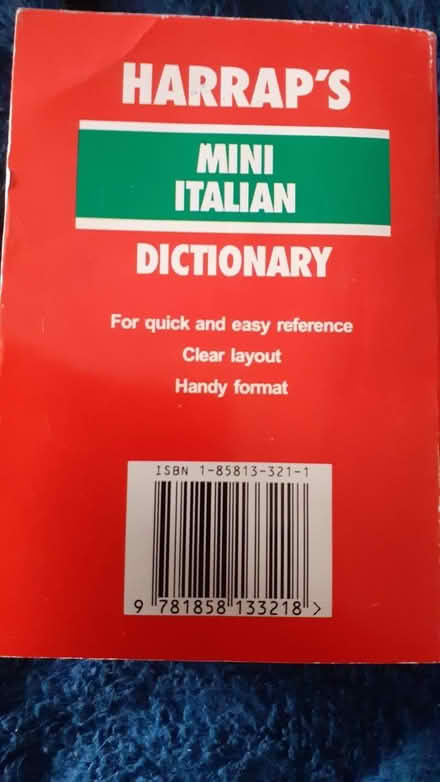 HARRAP'S
MINI
ITALIAN
DICTIONARY
For quick and easy reference
Clear layout
Handy format
ISBN 1-85813-321-1
9 781858 133218 >